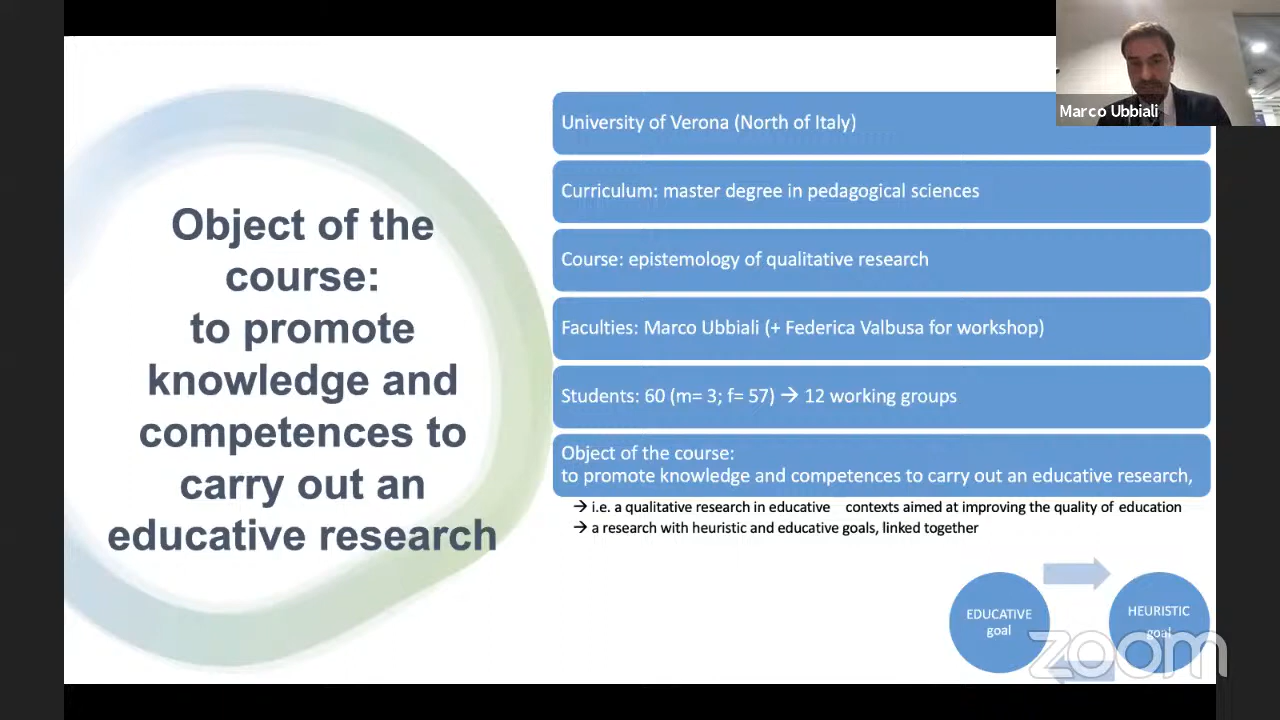 Object of the
course:
to promote
knowledge and
competences to
carry out an
educative research
University of Verona (North of Italy)
Curriculum: master degree in pedagogical sciences
Course: epistemology of qualitative research
Faculties: Marco Ubbiali (+ Federica Valbusa for workshop)
Students: 60 (m= 3; f= 57) → 12 working groups
Object of the course:
to promote knowledge and competences to carry out an educative research,
→ i.e. a qualitative research in educative contexts aimed at improving the quality of education
→ a research with heuristic and educative goals, linked together
EDUCATIVE
goal
HEURISTIC
goal
Marco Ubbiali
zoom